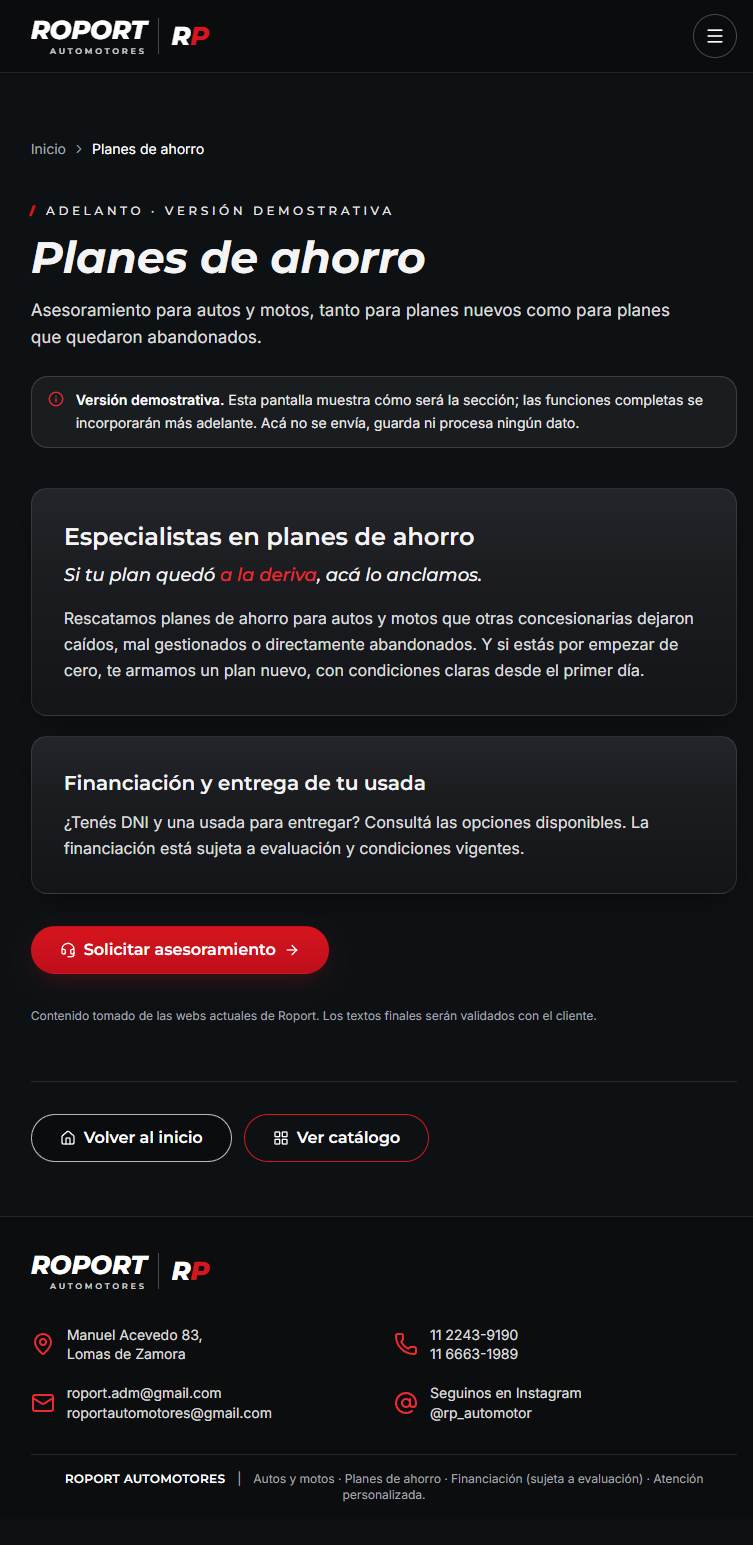 ROPORT
AUTOMOTORES
RP
Inicio > Planes de ahorro
ADELANTO · VERSIÓN DEMOSTRATIVA
Planes de ahorro
Asesoramiento para autos y motos, tanto para planes nuevos como para planes
que quedaron abandonados.
Versión demostrativa. Esta pantalla muestra cómo será la sección; las funciones completas se
incorporarán más adelante. Acá no se envía, guarda ni procesa ningún dato.
Especialistas en planes de ahorro
Si tu plan quedó a la deriva, acá lo anclamos.
Rescatamos planes de ahorro para autos y motos que otras concesionarias dejaron
caídos, mal gestionados o directamente abandonados. Y si estás por empezar de
cero, te armamos un plan nuevo, con condiciones claras desde el primer día.
Financiación y entrega de tu usada
¿Tenés DNI y una usada para entregar? Consultá las opciones disponibles. La
financiación está sujeta a evaluación y condiciones vigentes.
Solicitar asesoramiento →
Contenido tomado de las webs actuales de Roport. Los textos finales serán validados con el cliente.
Volver al inicio
Ver catálogo
ROPORT
AUTOMOTORES
RP
Manuel Acevedo 83,
Lomas de Zamora
11 2243-9190
11 6663-1989
roport.adm@gmail.com
roportautomotores@gmail.com
Seguinos en Instagram
@rp_automotor
ROPORT AUTOMOTORES | Autos y motos · Planes de ahorro · Financiación (sujeta a evaluación) · Atención
personalizada.